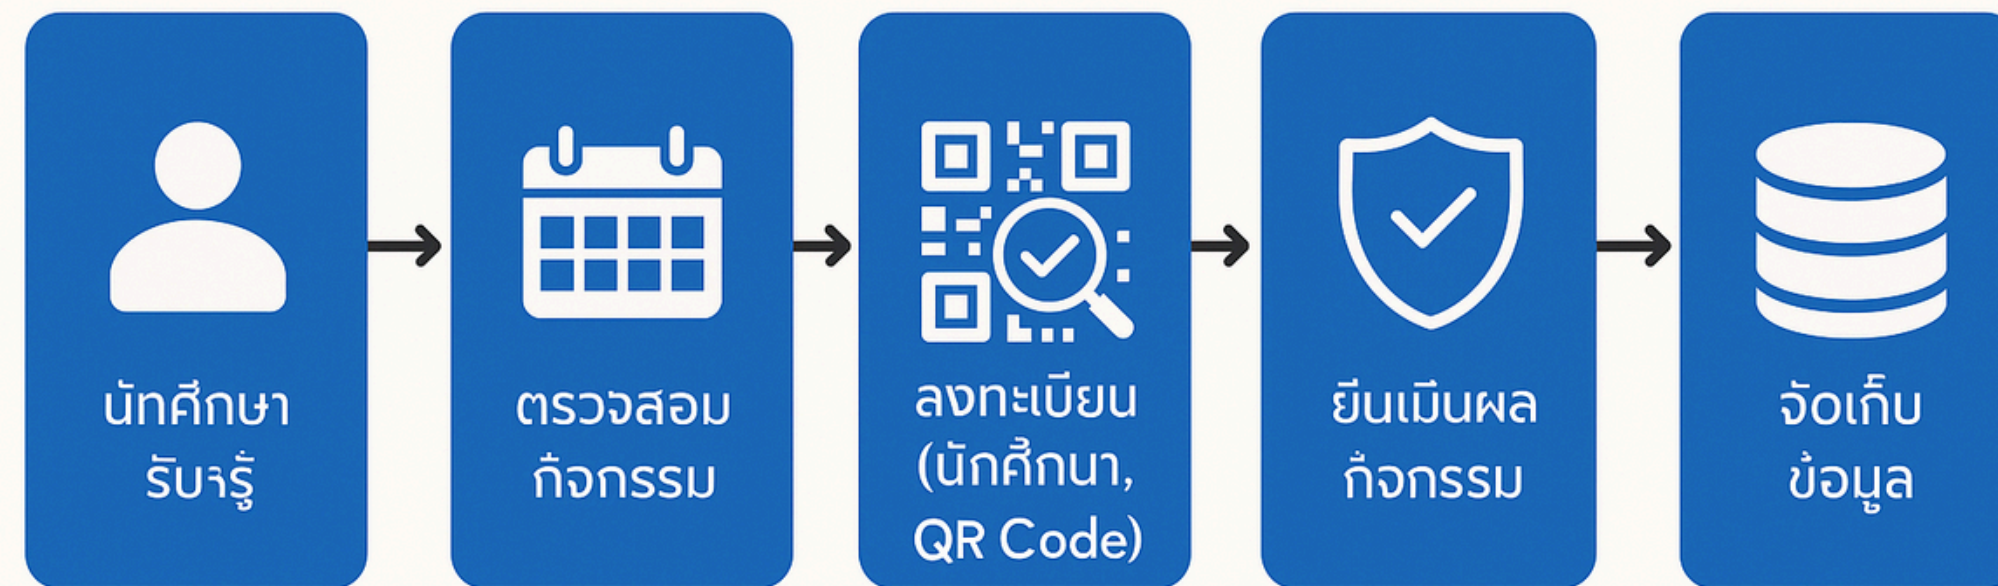 นัทศึกษา
รับารู้
ตรวจสอม
กิจกรรม
ลงทะเบียน
(นักศึกนา,
QR Code)
ยีนเมีนผล
กิ่จกรรม
จัอเก็บ
ข้อมูล